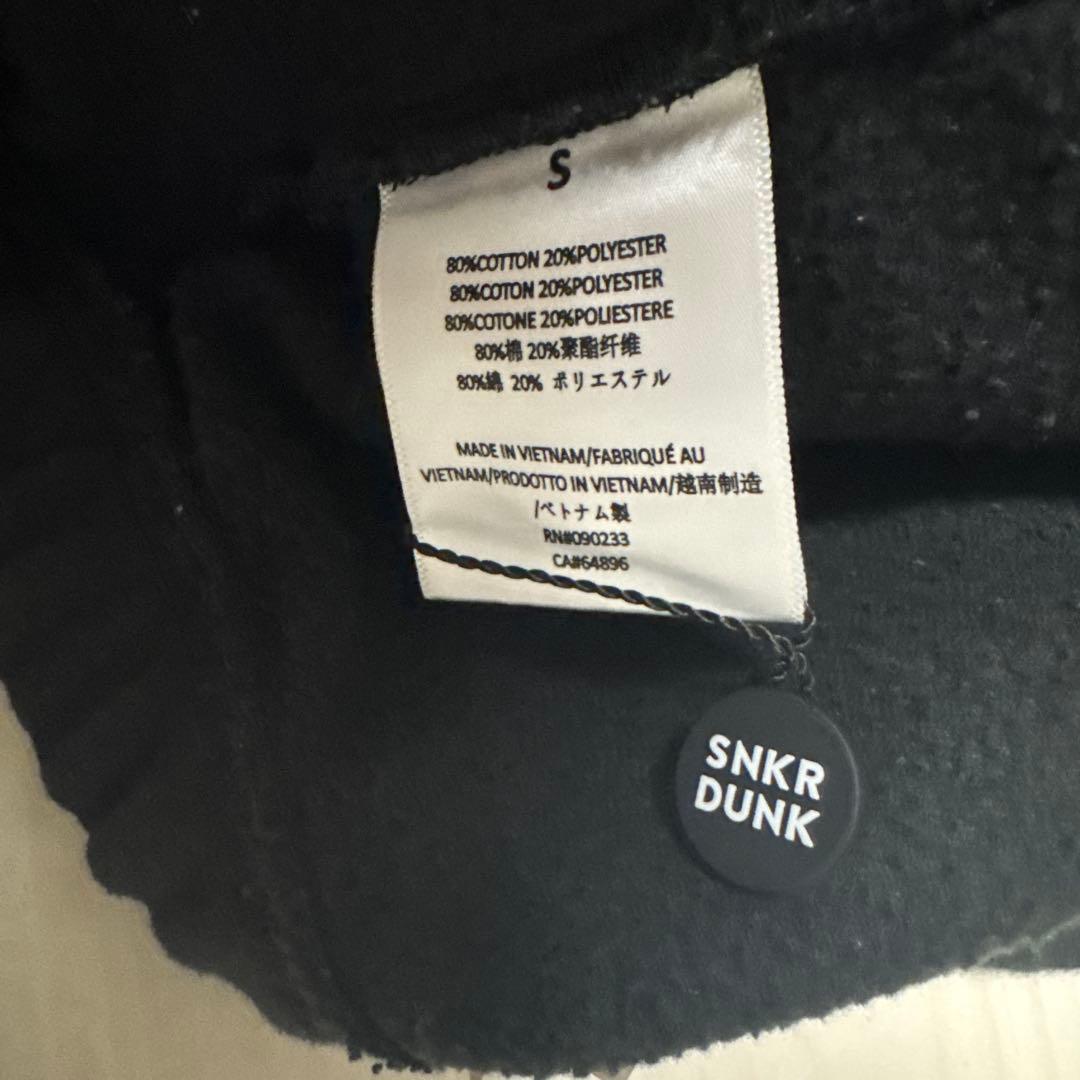 S
80%COTTON 20%POLYESTER
80%COTON 20%POLYESTER
80%COTONE 20%POLIESTERE
80%棉 20%聚酯纤维
80%綿 20% ポリエステル
MADE IN VIETNAM/FABRIQUÉ AU
VIETNAM/PRODOTTO IN VIETNAM/越南制造
/ベトナム製
RN#090233
CA#64896
SNKR
DUNK